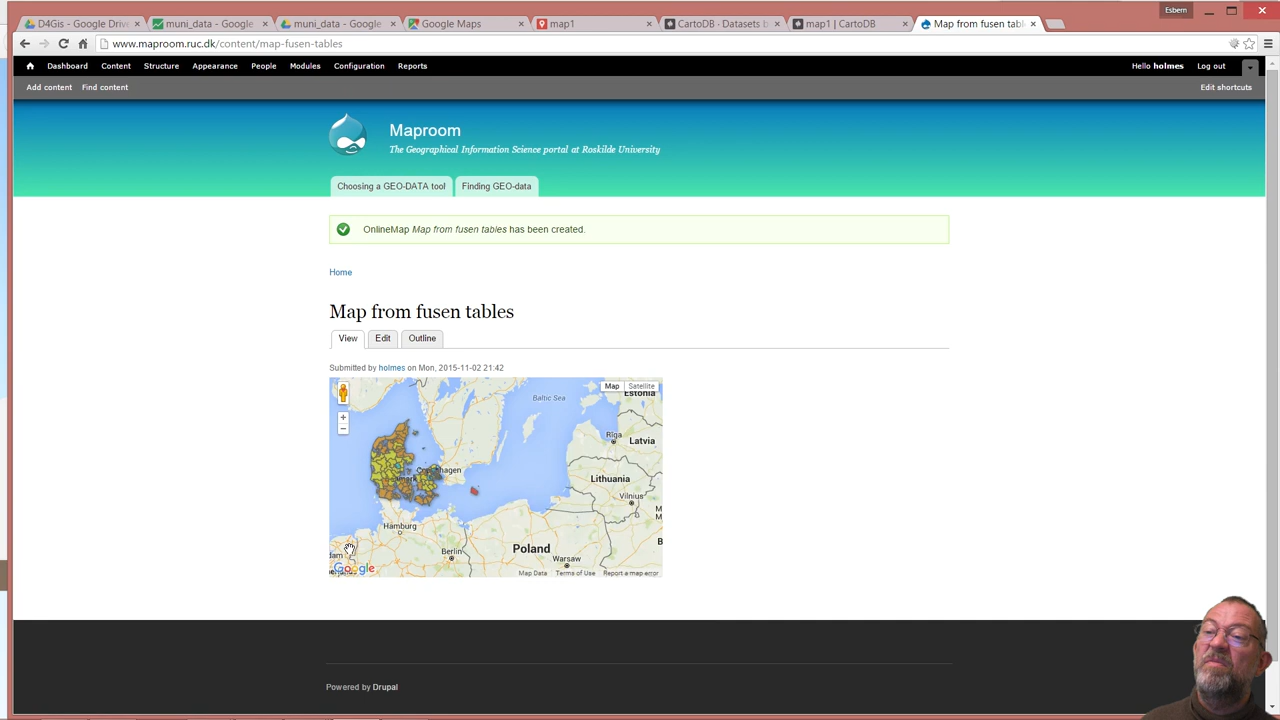 Esbern
D4Gis - Google Driv
muni_data - Google
muni_data - Google
Google Maps
map1
CartoDB · Datasets b
map1 | CartoDB
Map from fusen tabl
www.maproom.ruc.dk/content/map-fusen-tables
Dashboard Content Structure Appearance People Modules Configuration Reports
Hello holmes Log out
Add content Find content
Edit shortcuts
Maproom
The Geographical Information Science portal at Roskilde University
Choosing a GEO-DATA tool Finding GEO-data
OnlineMap Map from fusen tables has been created.
Home
Map from fusen tables
View Edit Outline
Submitted by holmes on Mon, 2015-11-02 21:42
Map Satellite
Estonia
Baltic Sea
Riga
Latvia
Copenhagen
Lithuania
Vilnius
Hamburg
Berlin
Poland
Warsaw
dam
Google
Map Data Terms of Use Report a map error
Powered by Drupal